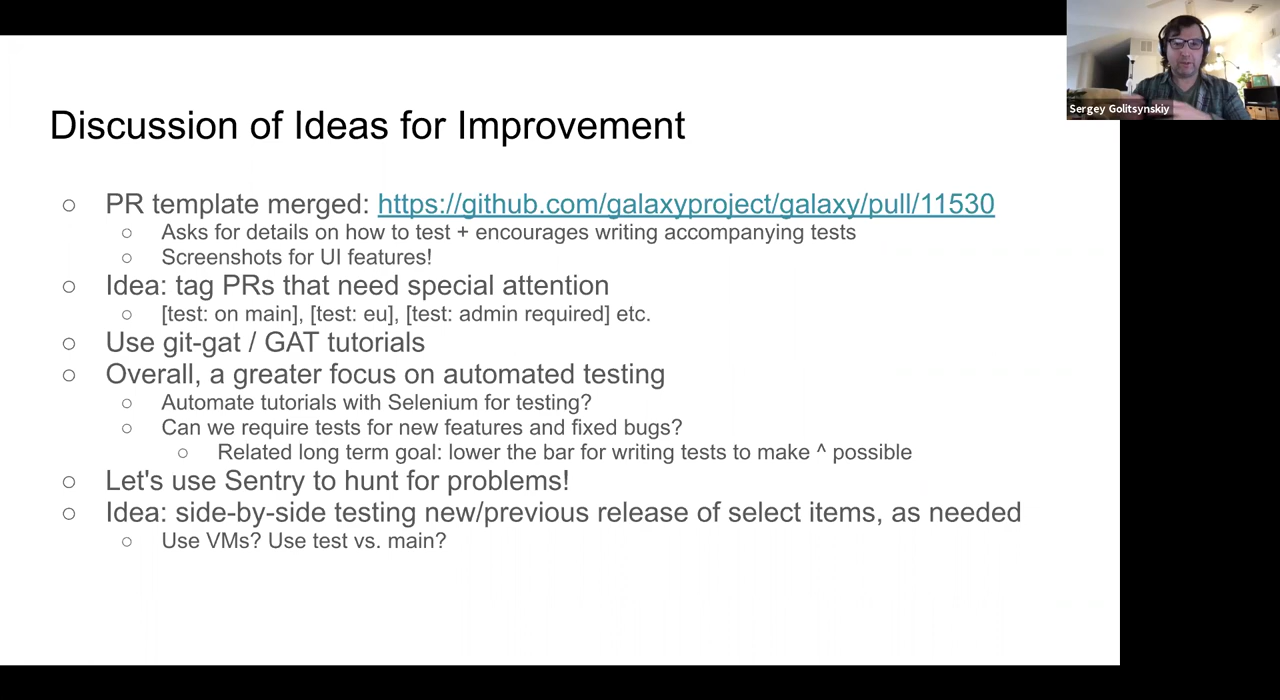 Sergey Golitsynskiy
Discussion of Ideas for Improvement
○ PR template merged: https://github.com/galaxyproject/galaxy/pull/11530
○ Asks for details on how to test + encourages writing accompanying tests
○ Screenshots for UI features!
○ Idea: tag PRs that need special attention
○ [test: on main], [test: eu], [test: admin required] etc.
○ Use git-gat / GAT tutorials
○ Overall, a greater focus on automated testing
○ Automate tutorials with Selenium for testing?
○ Can we require tests for new features and fixed bugs?
○ Related long term goal: lower the bar for writing tests to make ^ possible
○ Let's use Sentry to hunt for problems!
○ Idea: side-by-side testing new/previous release of select items, as needed
○ Use VMs? Use test vs. main?